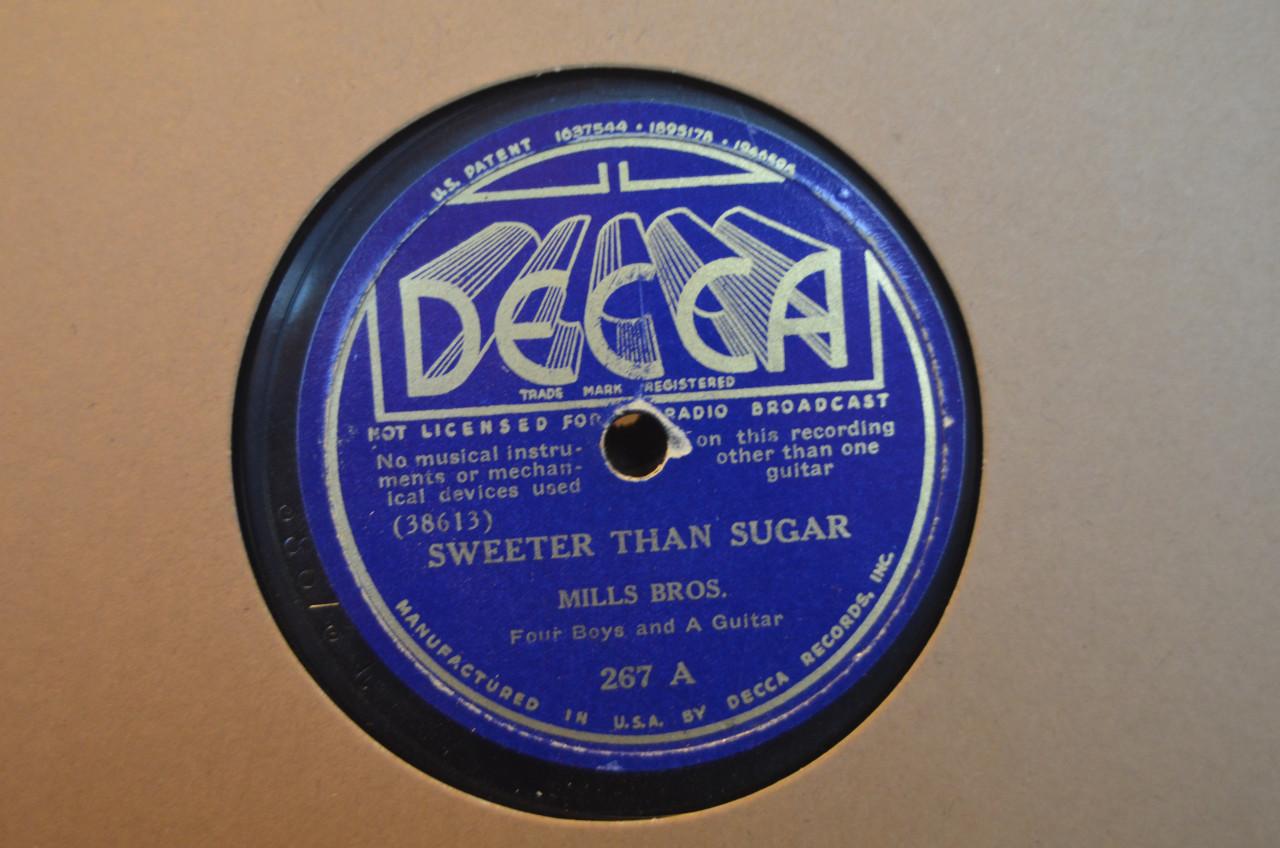 U.S. PATENT 1637544 • 1895178 • 1966598
DECCA
TRADE MARK REGISTERED
NOT LICENSED FOR RADIO BROADCAST
No musical instru- on this recording
ments or mechan- other than one
ical devices used guitar
(38613)
SWEETER THAN SUGAR
MILLS BROS.
Four Boys and A Guitar
267 A
MANUFACTURED IN U.S.A. BY DECCA RECORDS, INC.